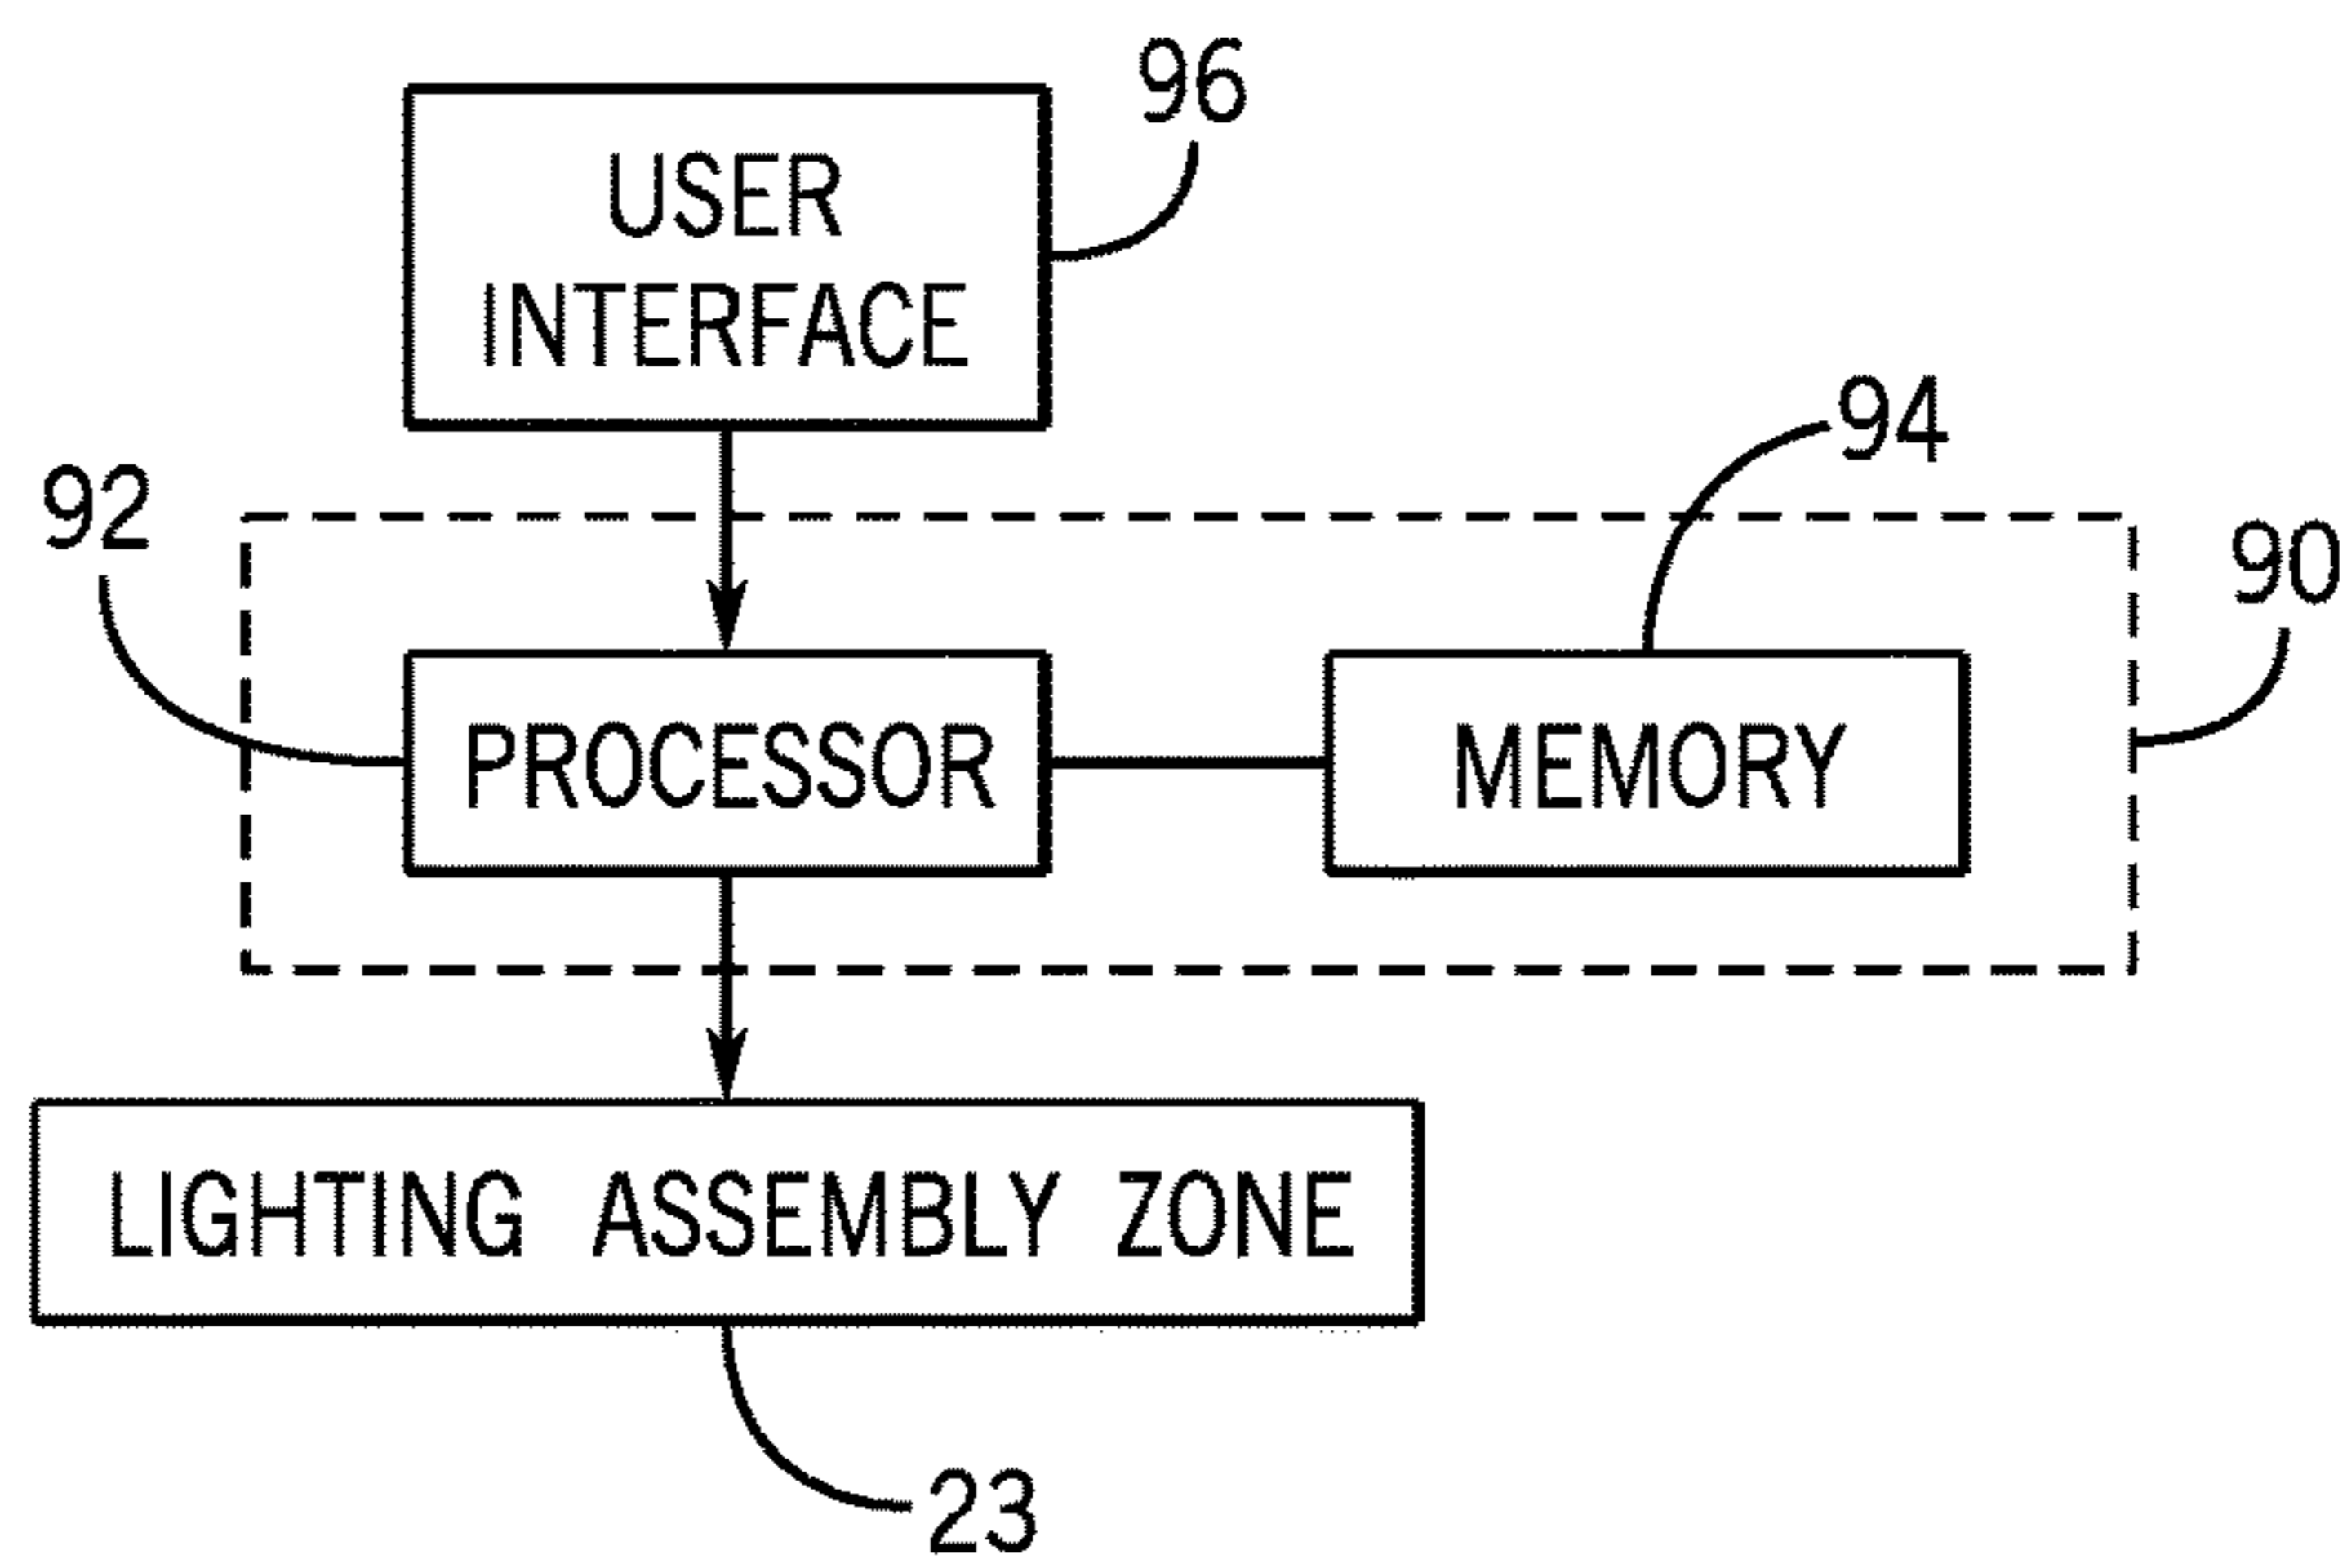 96
USER
INTERFACE
94
92
90
PROCESSOR
MEMORY
LIGHTING ASSEMBLY ZONE
23